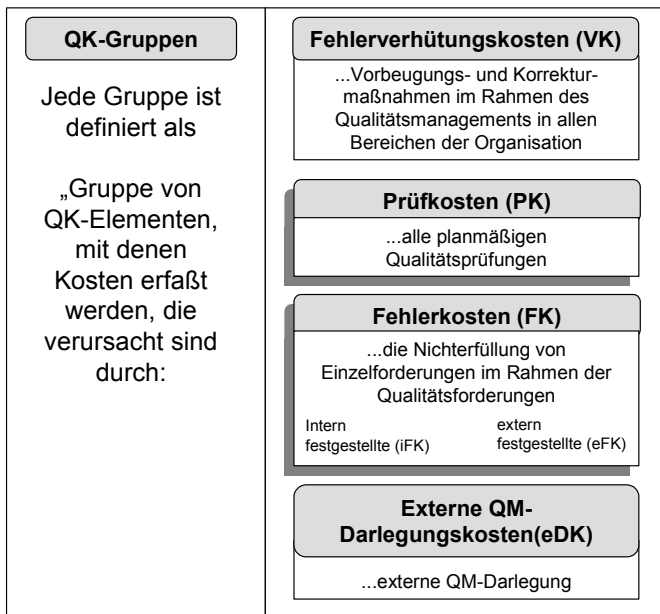 QK-Gruppen
Jede Gruppe ist
definiert als
„Gruppe von
QK-Elementen,
mit denen
Kosten erfaßt
werden, die
verursacht sind
durch:
Fehlerverhütungskosten (VK)
...Vorbeugungs- und Korrektur-
maßnahmen im Rahmen des
Qualitätsmanagements in allen
Bereichen der Organisation
Prüfkosten (PK)
...alle planmäßigen
Qualitätsprüfungen
Fehlerkosten (FK)
...die Nichterfüllung von
Einzelforderungen im Rahmen der
Qualitätsforderungen
Intern
festgestellte (iFK)
extern
festgestellte (eFK)
Externe QM-
Darlegungskosten(eDK)
...externe QM-Darlegung